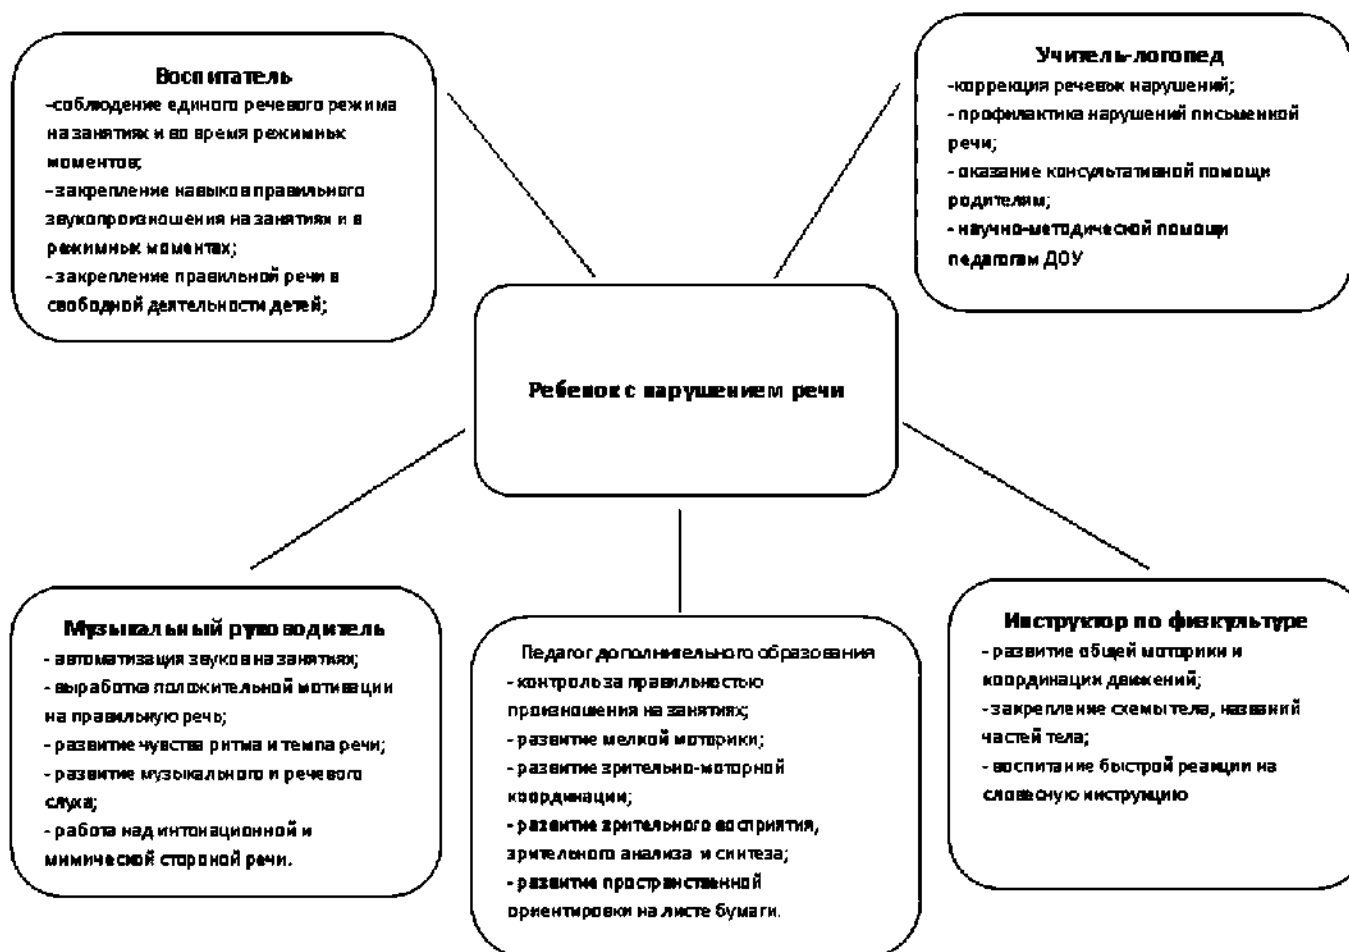 Воспитатель
-соблюдение единого речевого режима
на занятиях и во время режимных
моментов;
- закрепление навыков правильного
звукопроизношения на занятиях и в
режимных моментах;
- закрепление правильной речи в
свободной деятельности детей;
Учитель-логопед
-коррекция речевых нарушений;
- профилактика нарушений письменной
речи;
- оказание консультативной помощи
родителям;
- научно-методической помощи
педагогам ДОУ
Ребенок с нарушением речи
Музыкальный руководитель
- автоматизация звуков на занятиях;
- выработка положительной мотивации
на правильную речь;
- развитие чувства ритма и темпа речи;
- развитие музыкального и речевого
слуха;
- работа над интонационной и
мимической стороной речи.
Педагог дополнительного образования
- контроль за правильностью
произношения на занятиях;
- развитие мелкой моторики;
- развитие зрительно-моторной
координации;
- развитие зрительного восприятия,
зрительного анализа и синтеза;
- развитие пространственной
ориентировки на листе бумаги.
Инструктор по физкультуре
- развитие общей моторики и
координации движений;
- закрепление схемы тела, названий
частей тела;
- воспитание быстрой реакции на
словесную инструкцию